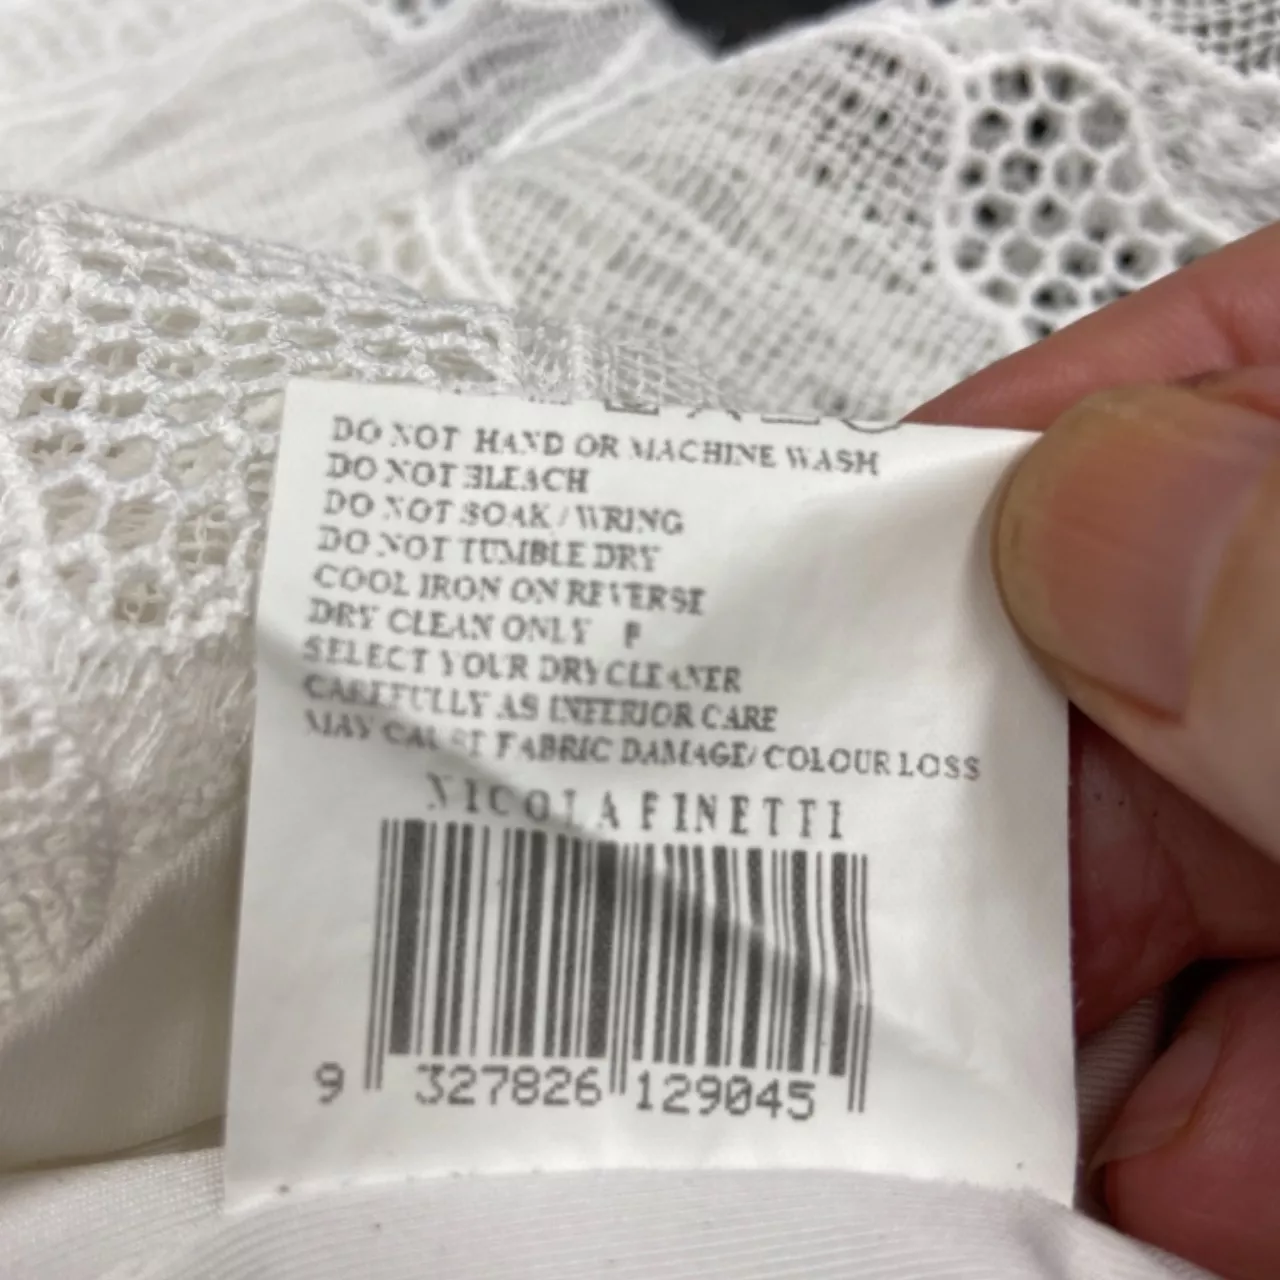 DO NOT HAND OR MACHINE WASH
DO NOT BLEACH
DO NOT SOAK / WRING
DO NOT TUMBLE DRY
COOL IRON ON REVERSE
DRY CLEAN ONLY P
SELECT YOUR DRY CLEANER
CAREFULLY AS INFERIOR CARE
MAY CAUSE FABRIC DAMAGE/ COLOUR LOSS
NICOLA FINETTI
9 327826 129045